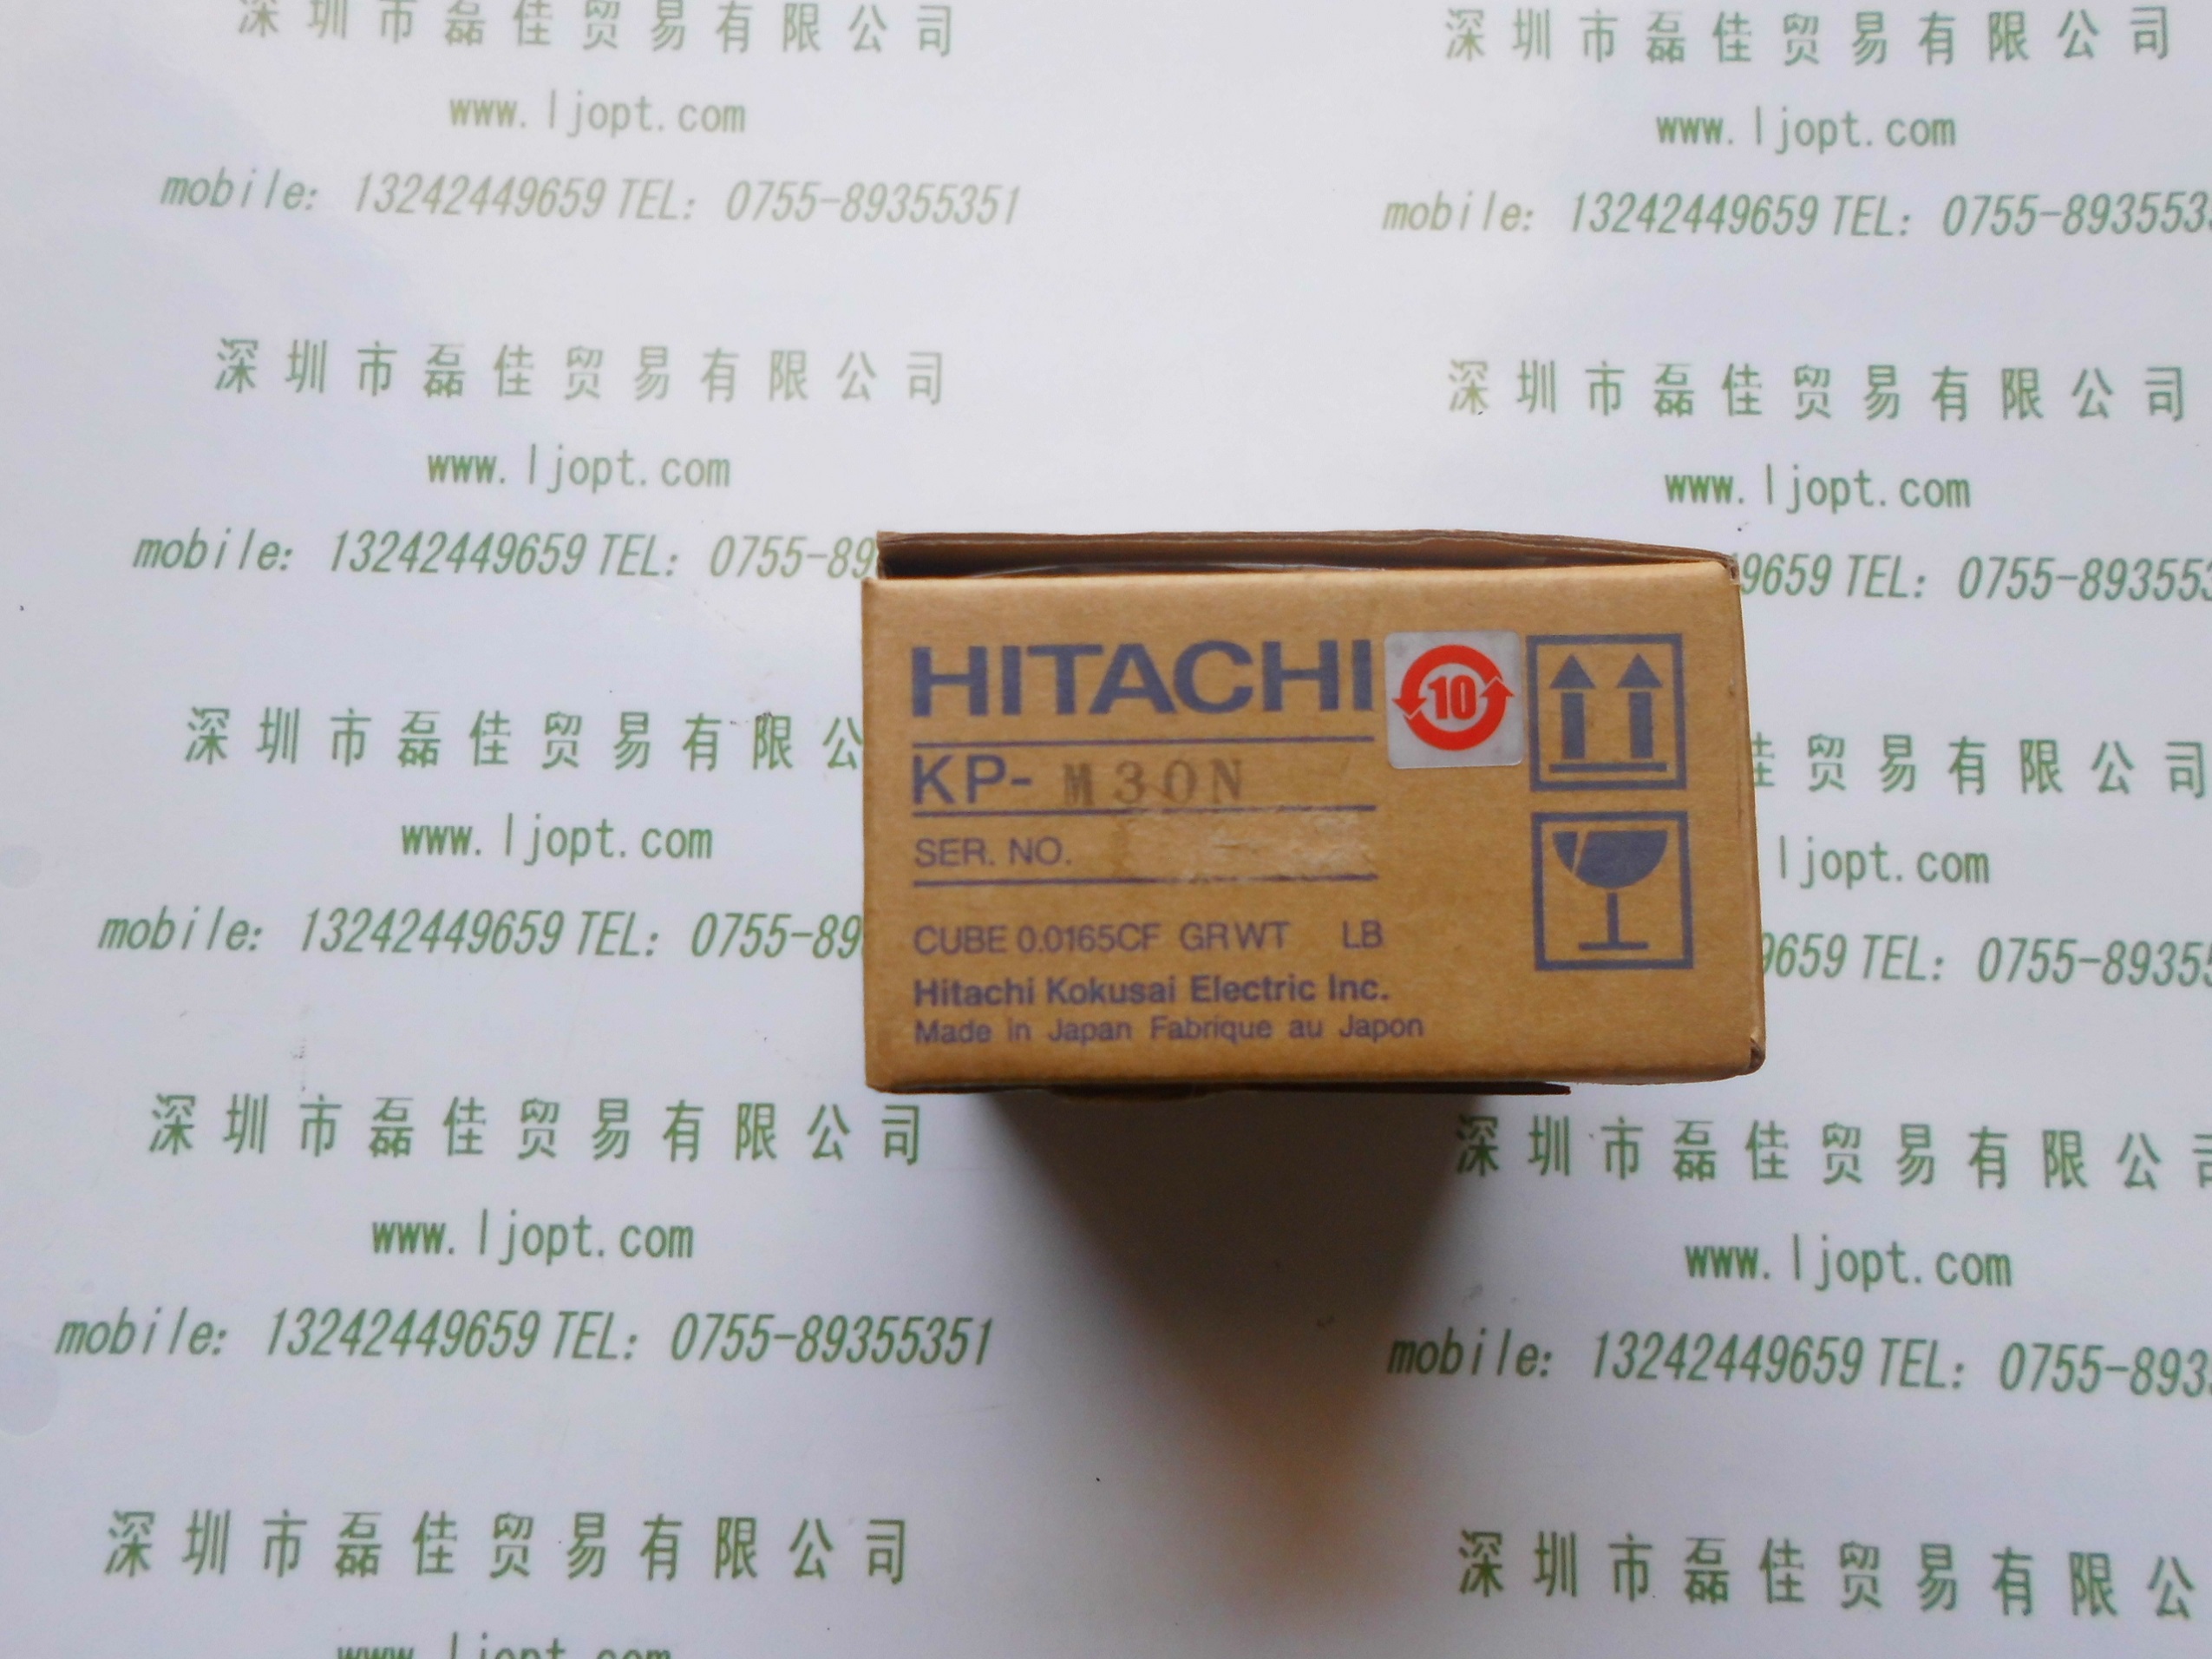 深圳市磊佳贸易有限公司
www.ljopt.com
mobile: 13242449659 TEL: 0755-89355351
深圳市磊佳贸易有限公司
www.ljopt.com
mobile: 13242449659 TEL: 0755-893553
深圳市磊佳贸易有限公司
www.ljopt.com
mobile: 13242449659 TEL: 0755-89
深圳市磊佳贸易有限公司
www.ljopt.com
9659 TEL: 0755-893553
HITACHI
10
KP-M30N
SER. NO.
CUBE 0.0165CF GRWT LB
Hitachi Kokusai Electric Inc.
Made in Japan Fabrique au Japon
深圳市磊佳贸易有限公
www.ljopt.com
mobile: 13242449659 TEL: 0755-89
佳贸易有限公司
ljopt.com
9659 TEL: 0755-89355
深圳市磊佳贸易有限公司
www.ljopt.com
mobile: 13242449659 TEL: 0755-89355351
深圳市磊佳贸易有限公司
www.ljopt.com
mobile: 13242449659 TEL: 0755-893
深圳市磊佳贸易有限公司
www.ljopt.com
深圳市磊佳贸易有限公